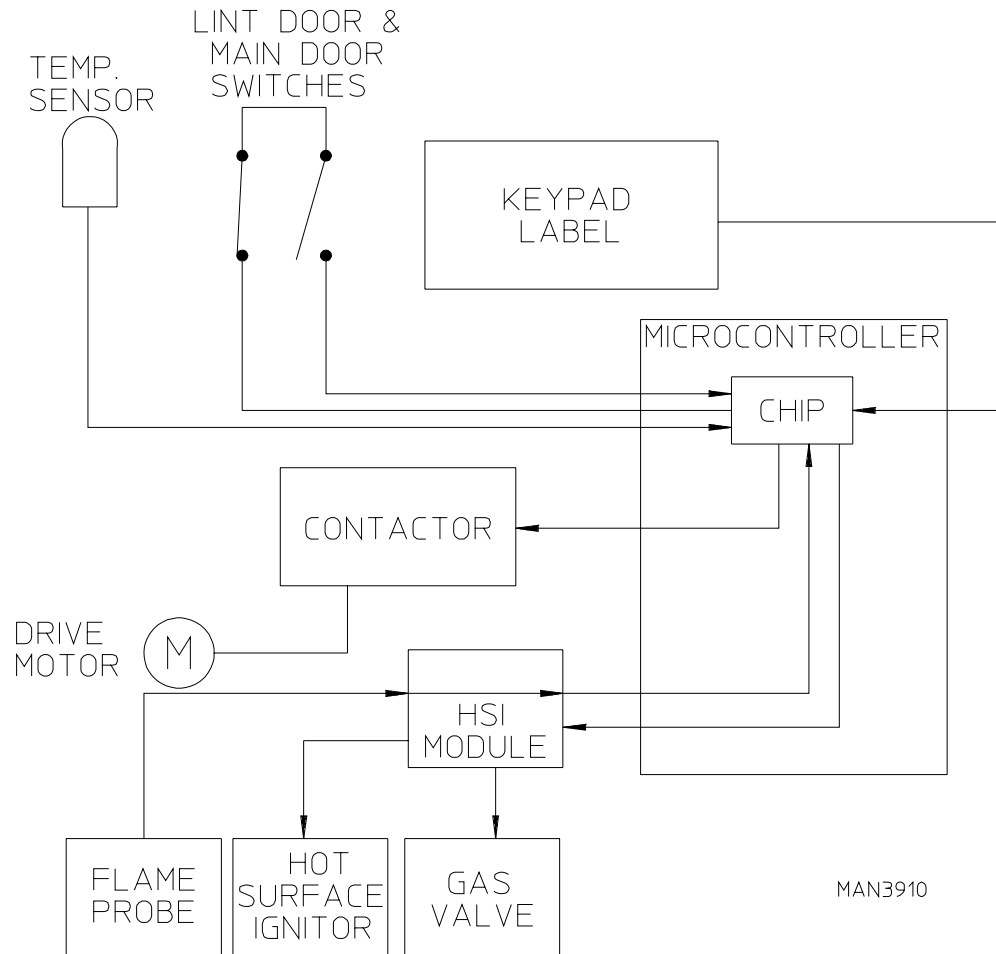 LINT DOOR &
MAIN DOOR
SWITCHES
TEMP.
SENSOR
KEYPAD
LABEL
MICROCONTROLLER
CHIP
CONTACTOR
DRIVE
MOTOR
M
HSI
MODULE
FLAME
PROBE
HOT
SURFACE
IGNITOR
GAS
VALVE
MAN3910